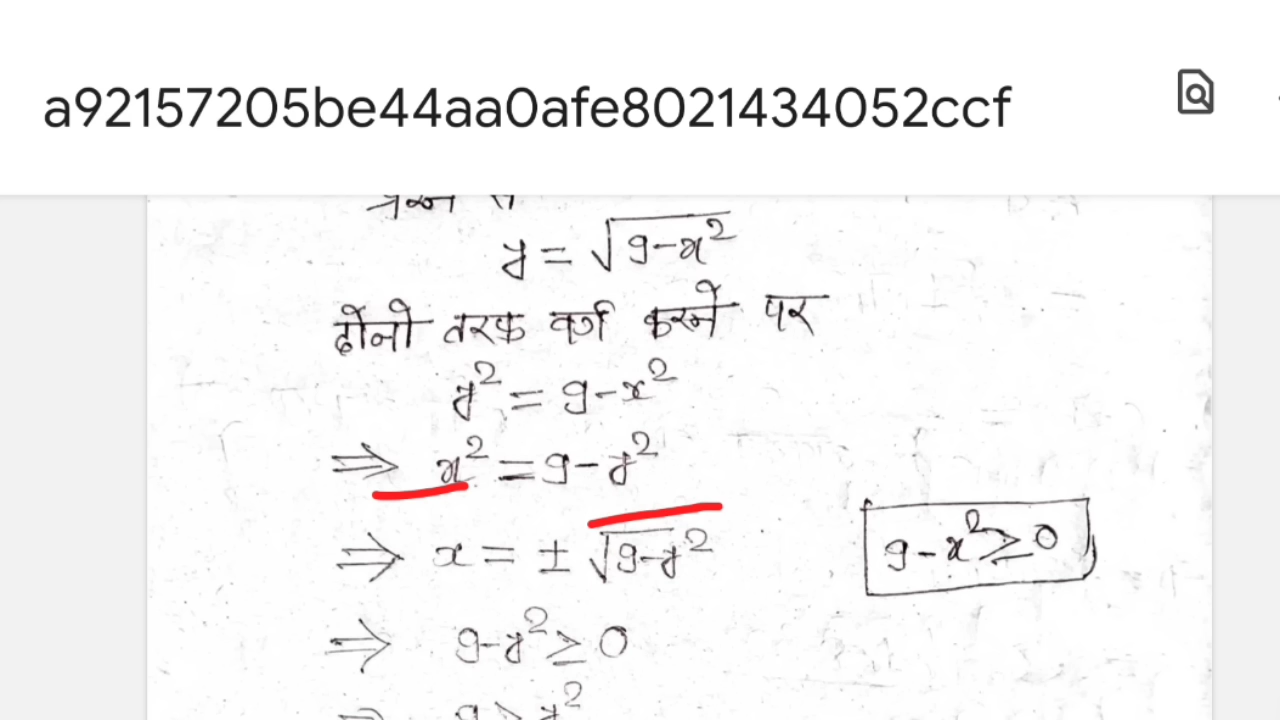 a92157205be44aa0afe8021434052ccf
y = √9-x²
दोनो तरफ वर्ग करने पर
y² = 9-x²
⇒ x² = 9-y²
⇒ x = ± √9-y²
9-x² ≥ 0
⇒ 9-y² ≥ 0